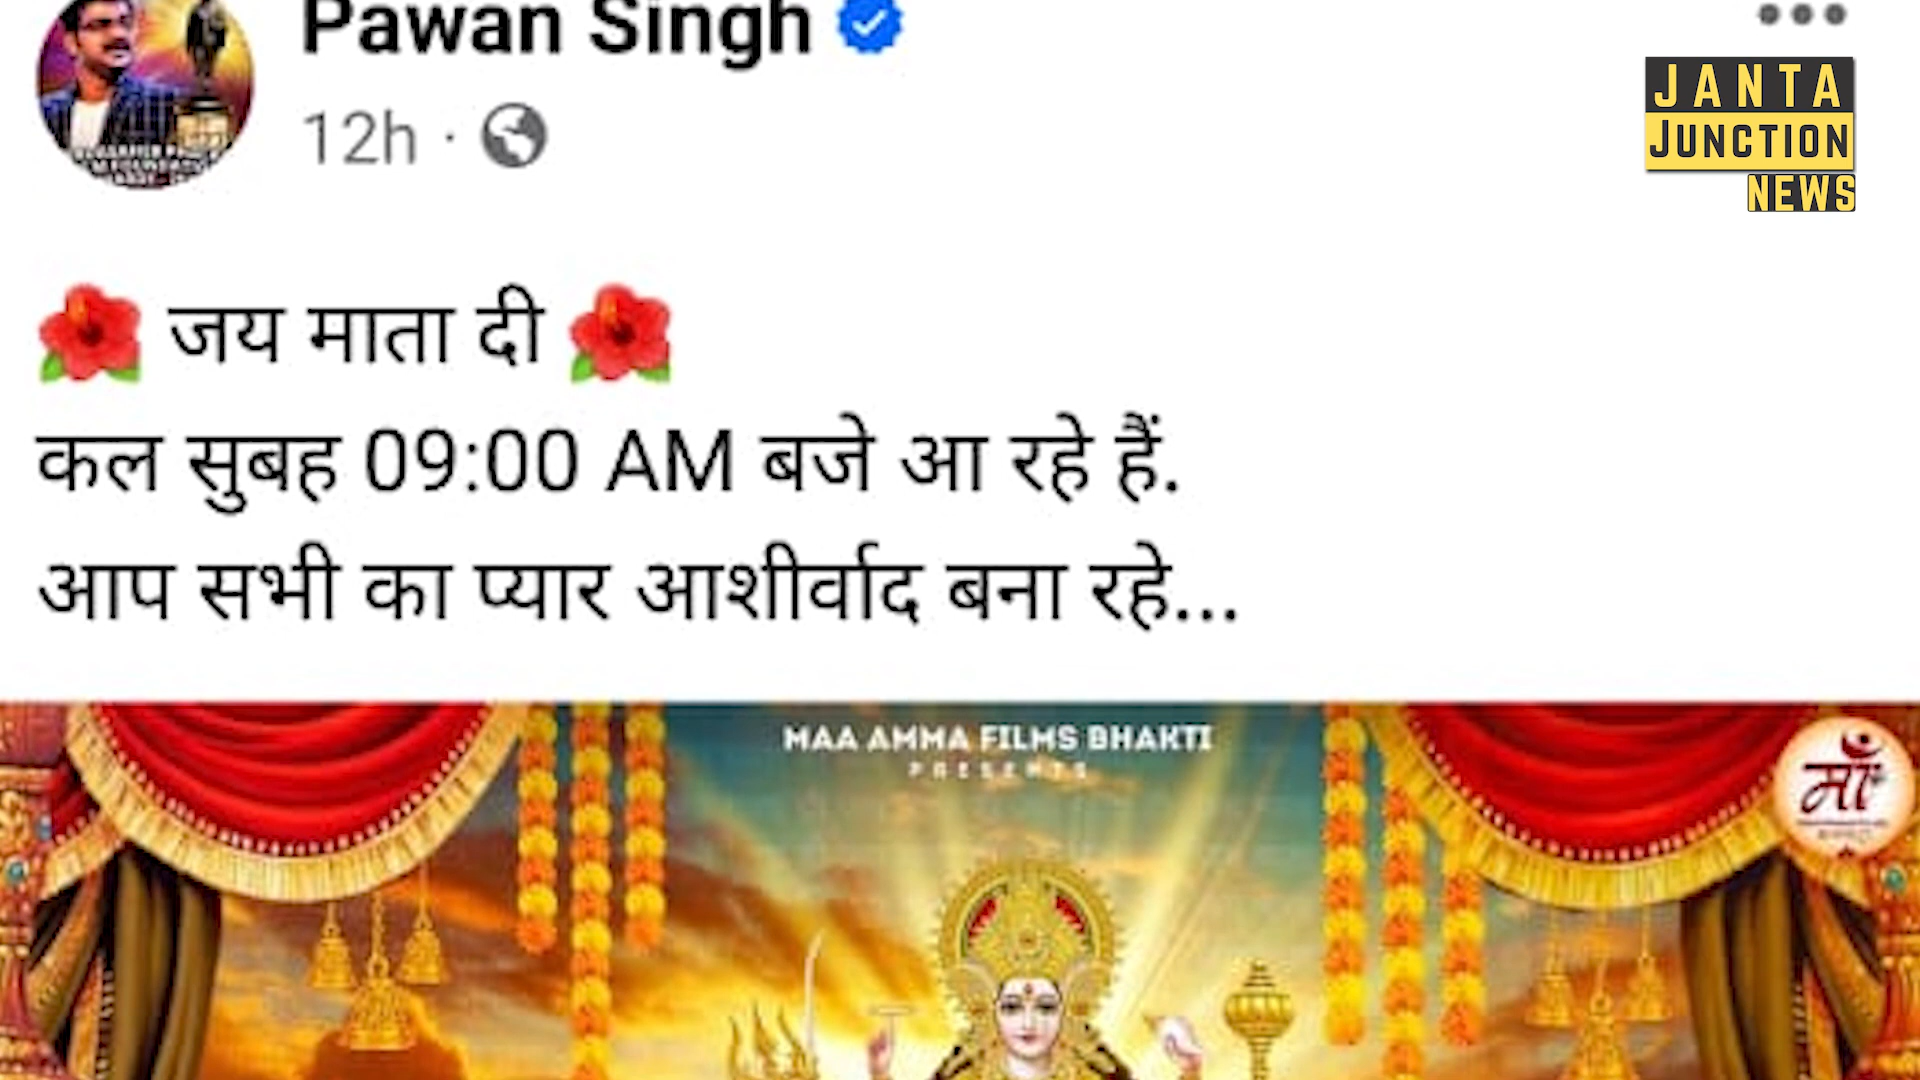 Pawan Singh
12h ·
JANTA
JUNCTION
NEWS
🌺 जय माता दी 🌺
कल सुबह 09:00 AM बजे आ रहे हैं.
आप सभी का प्यार आशीर्वाद बना रहे...
MAA AMMA FILMS BHAKTI
PRESENTS
माँ